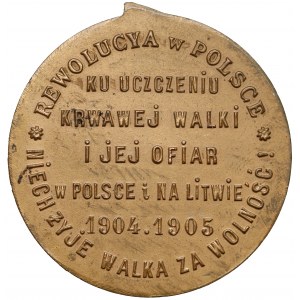 REWOLUCYA W POLSCE
KU UCZCZENIU
KRWAWEJ WALKI
I JEJ OFIAR
W POLSCE i NA LITWIE
1904.1905
NIECH ŻYJE WALKA ZA WOLNOŚĆ!